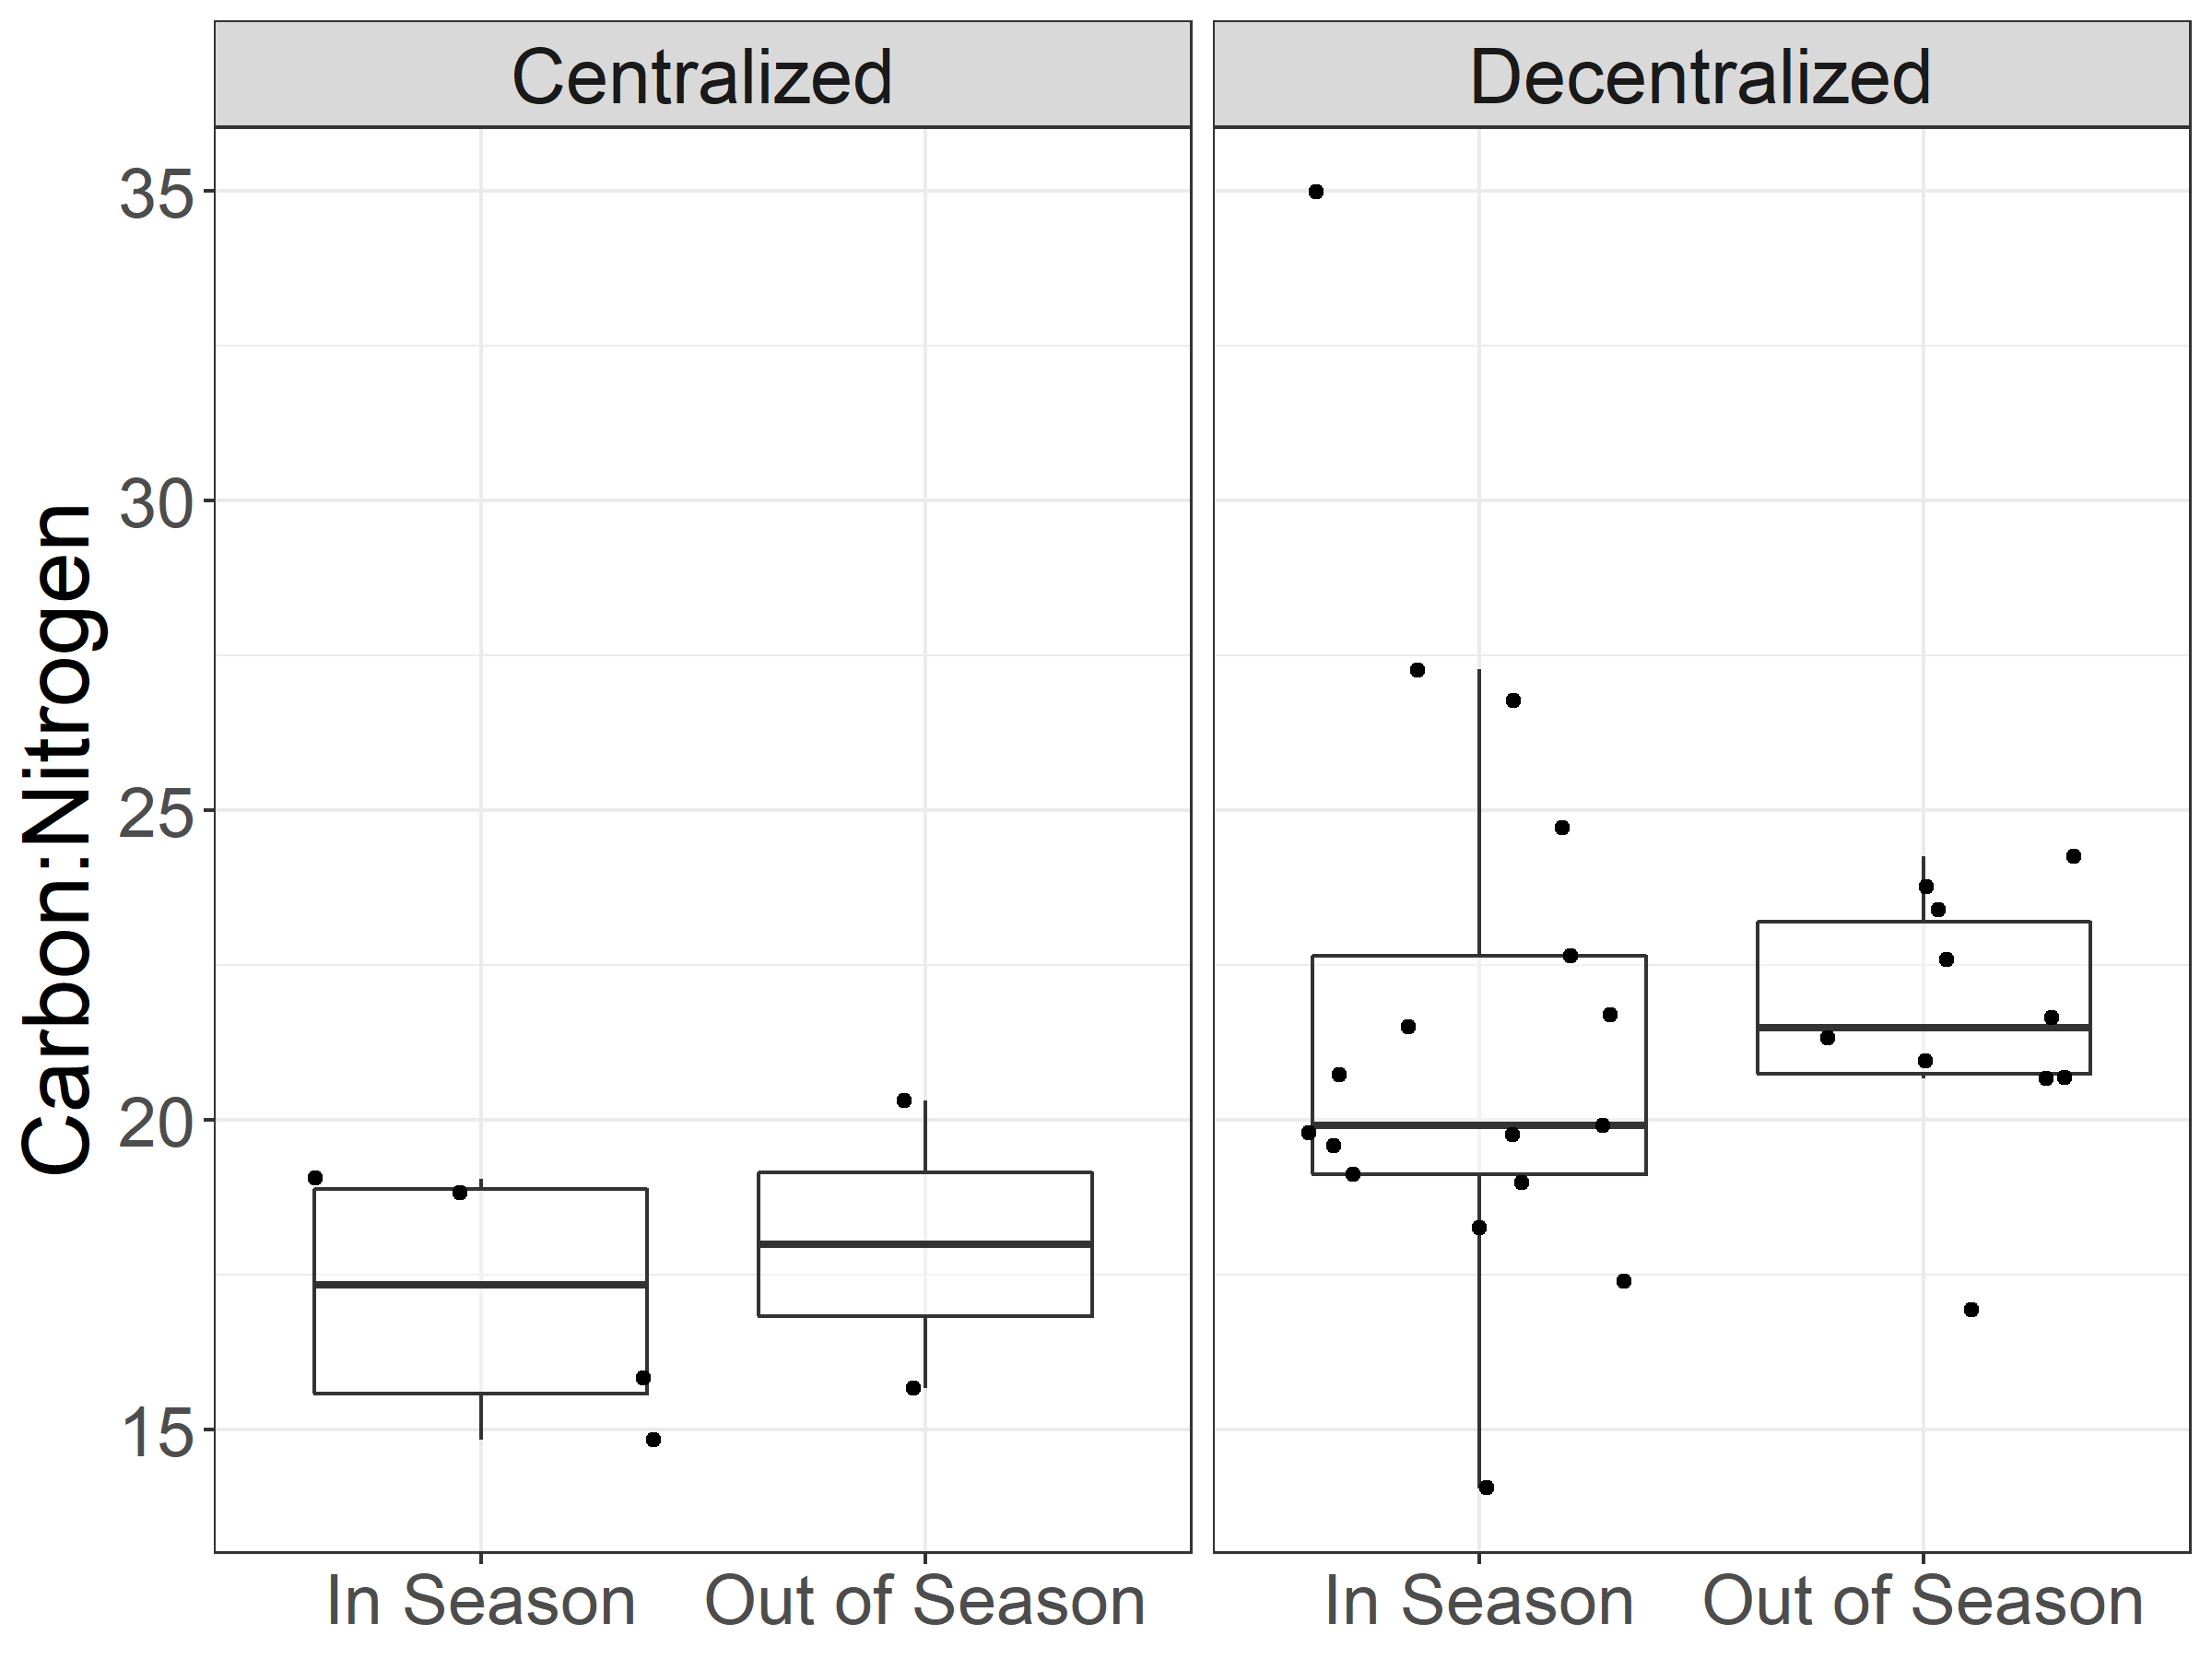 Centralized
Decentralized
Carbon:Nitrogen
35
30
25
20
15
In Season
Out of Season
In Season
Out of Season